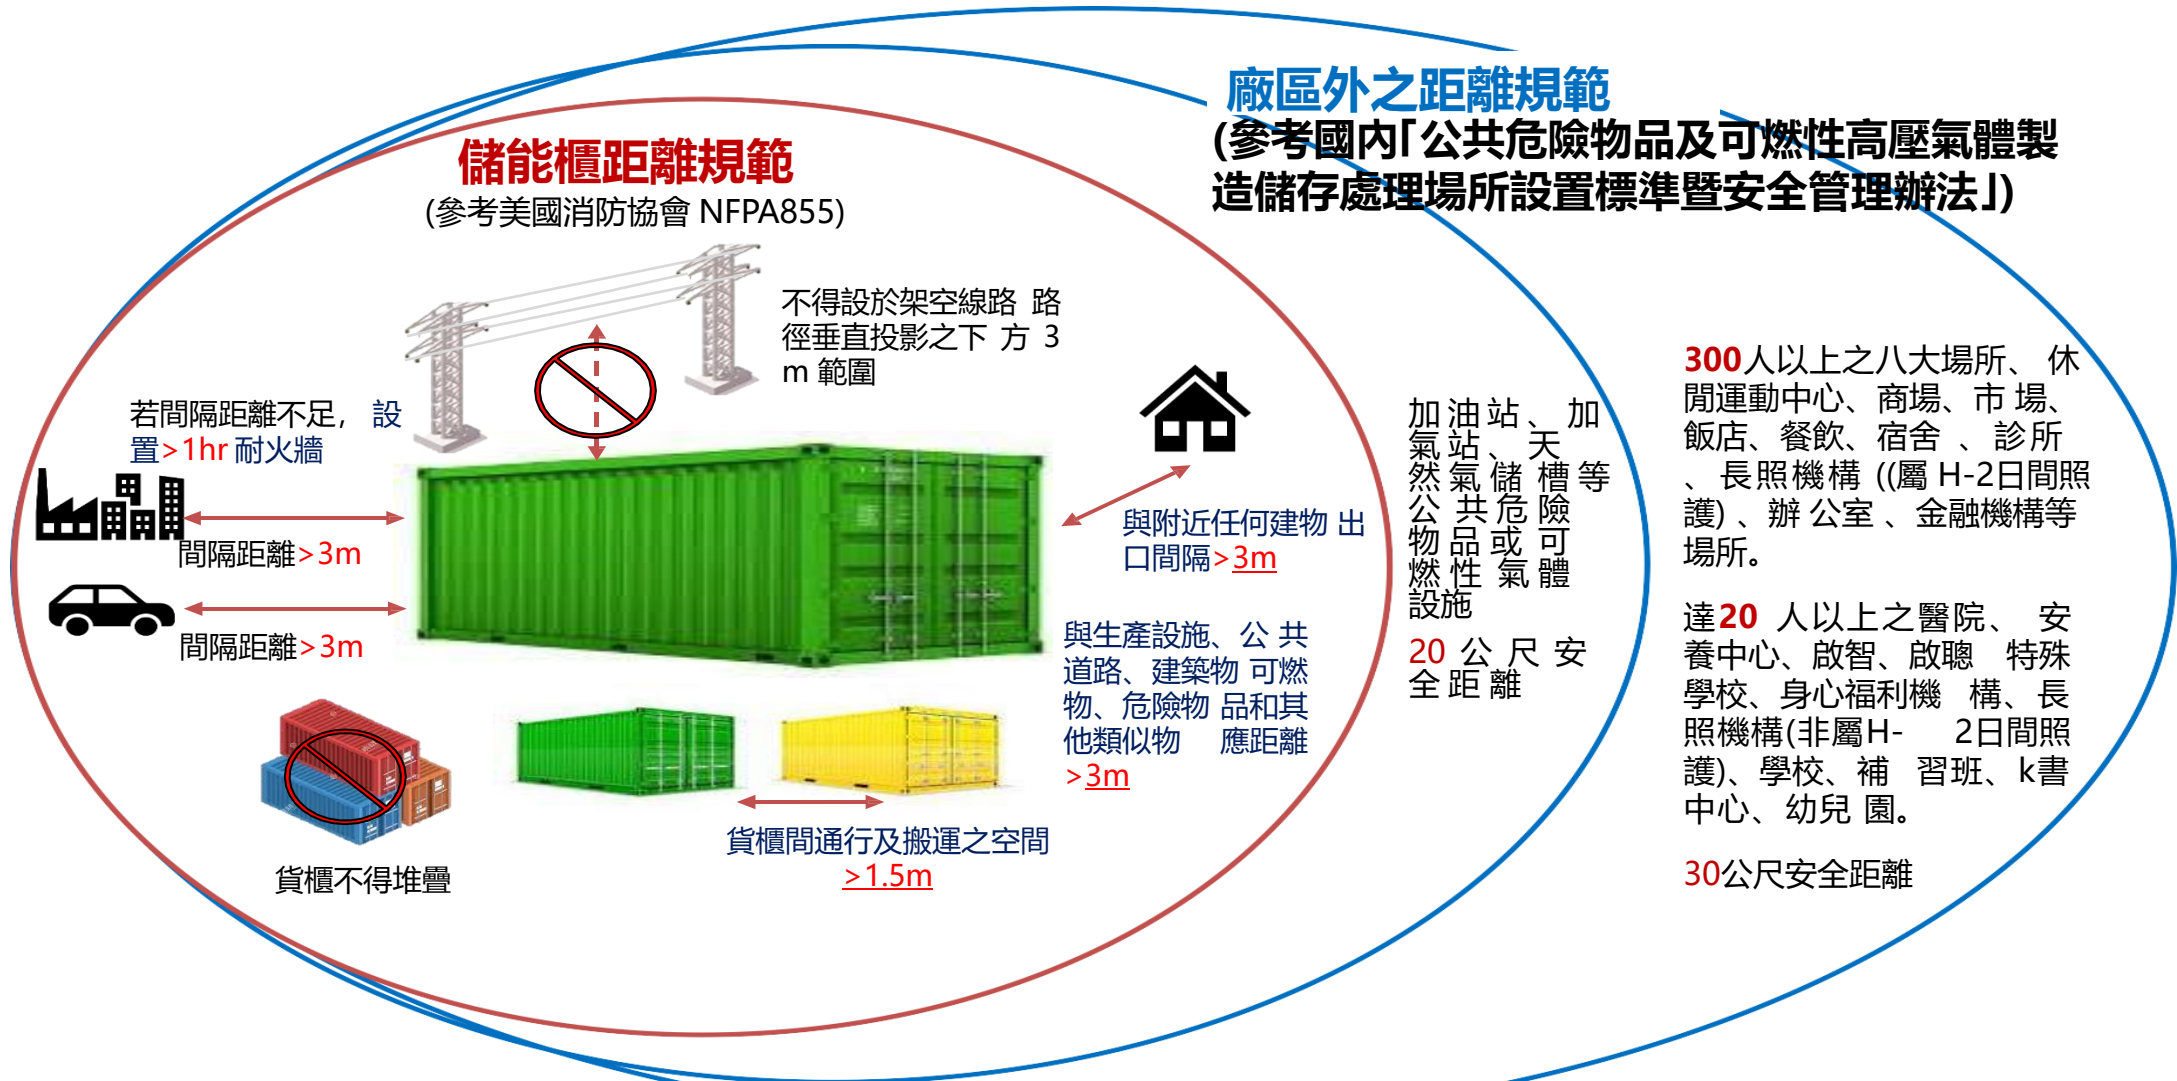 廠區外之距離規範
(參考國內「公共危險物品及可燃性高壓氣體製
造儲存處理場所設置標準暨安全管理辦法」)
儲能櫃距離規範
(參考美國消防協會 NFPA855)
不得設於架空線路 路
徑垂直投影之下 方 3
m 範圍
若間隔距離不足， 設
置>1hr 耐火牆
間隔距離>3m
間隔距離>3m
與附近任何建物 出
口間隔>3m
與生產設施、公 共
道路、建築物 可燃
物、危險物 品和其
他類似物 應距離
>3m
貨櫃不得堆疊
貨櫃間通行及搬運之空間
>1.5m
加油站、加
氣站、天
然氣儲 槽等
公 共危險
物品或 可
燃性 氣體
設施
20 公 尺 安
全距離
300人以上之八大場所、 休
閒運動中心、商場、市 場、
飯店、餐飲、宿舍 、診所
、長照機構 ((屬 H-2日間照
護) 、辦 公室 、金融機構等
場所。
達20 人以上之醫院、 安
養中心、啟智、啟聰 特殊
學校、身心福利機 構、長
照機構(非屬H- 2日間照
護)、學校、補 習班、k書
中心、幼兒 園。
30公尺安全距離